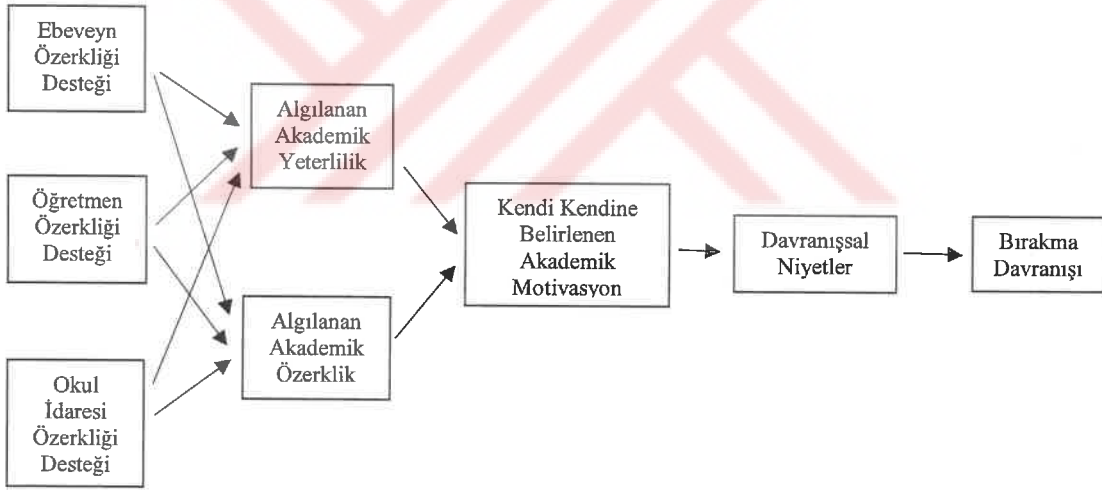 Ebeveyn
Özerkliği
Desteği
Öğretmen
Özerkliği
Desteği
Okul
İdaresi
Özerkliği
Desteği
Algılanan
Akademik
Yeterlilik
Algılanan
Akademik
Özerklik
Kendi Kendine
Belirlenen
Akademik
Motivasyon
Davranışsal
Niyetler
Bırakma
Davranışı